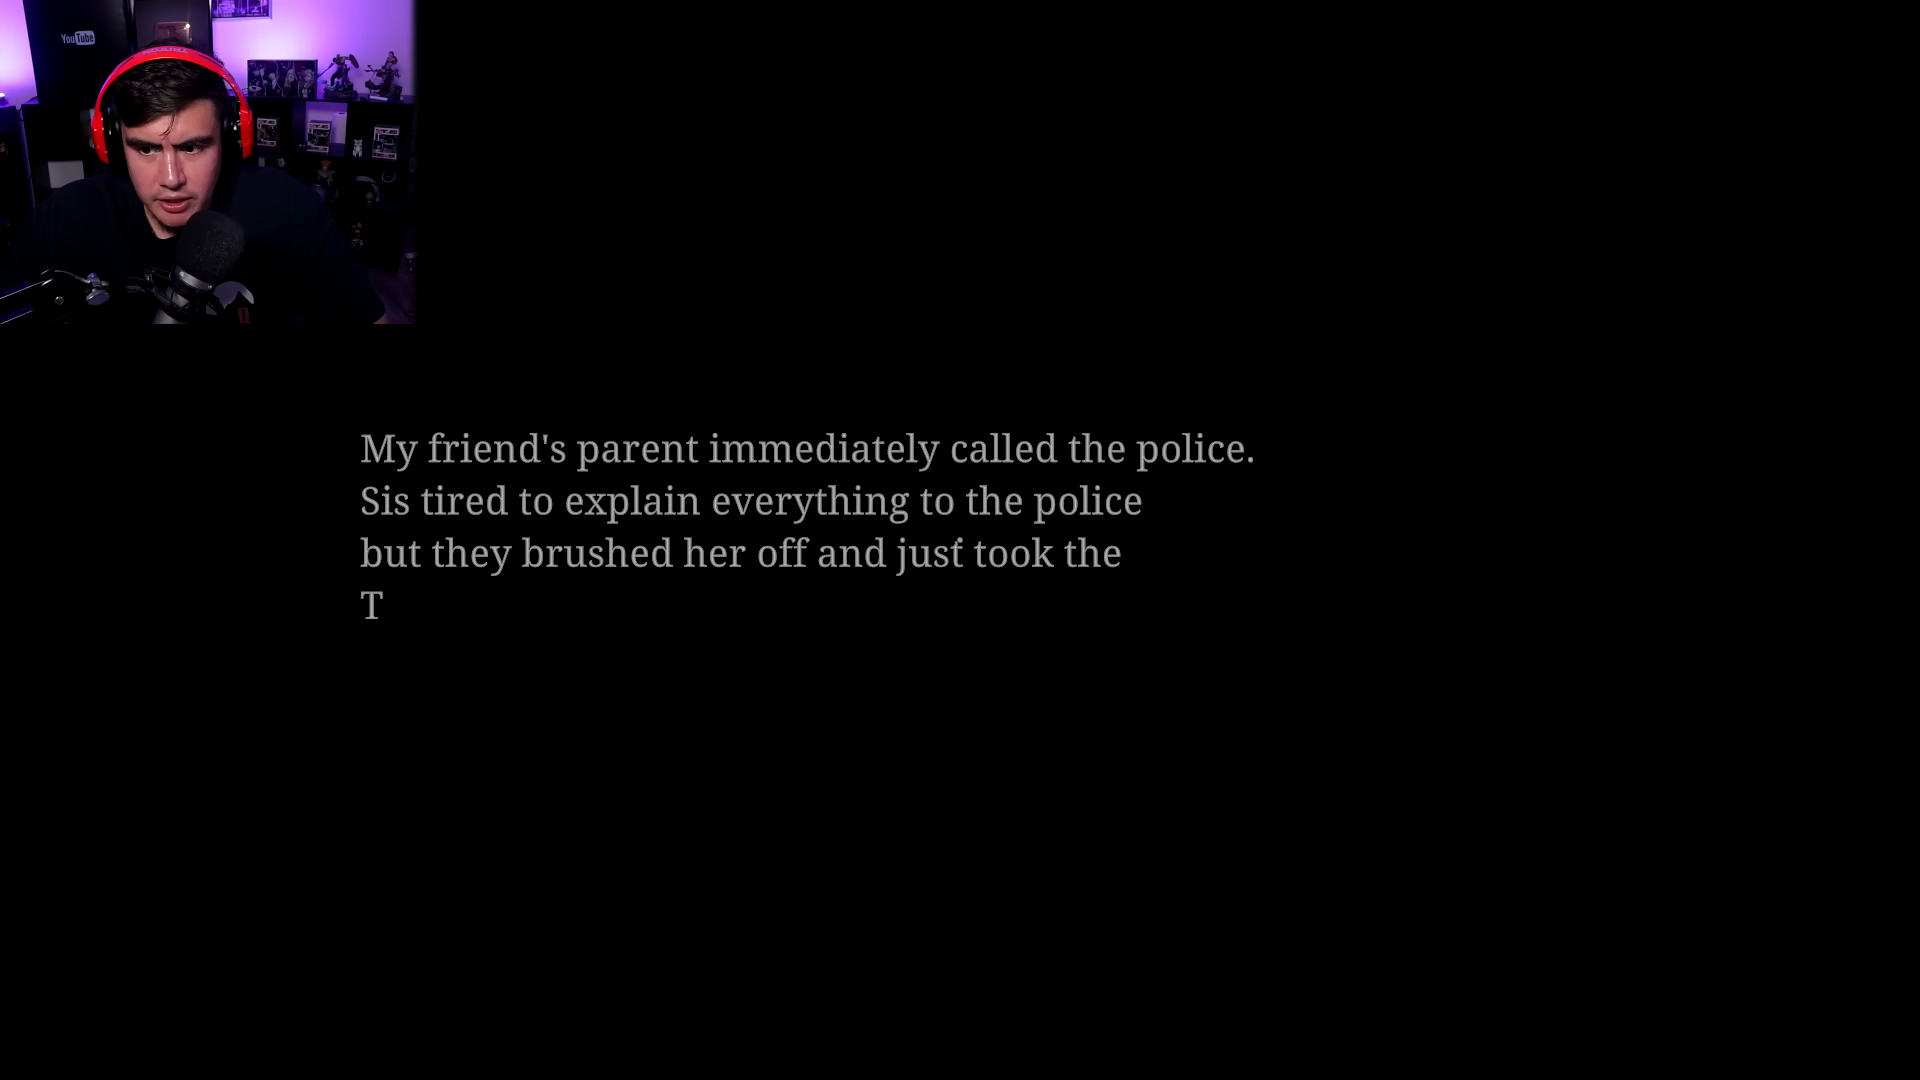 YouTube
My friend's parent immediately called the police.
Sis tired to explain everything to the police
but they brushed her off and just took the
T